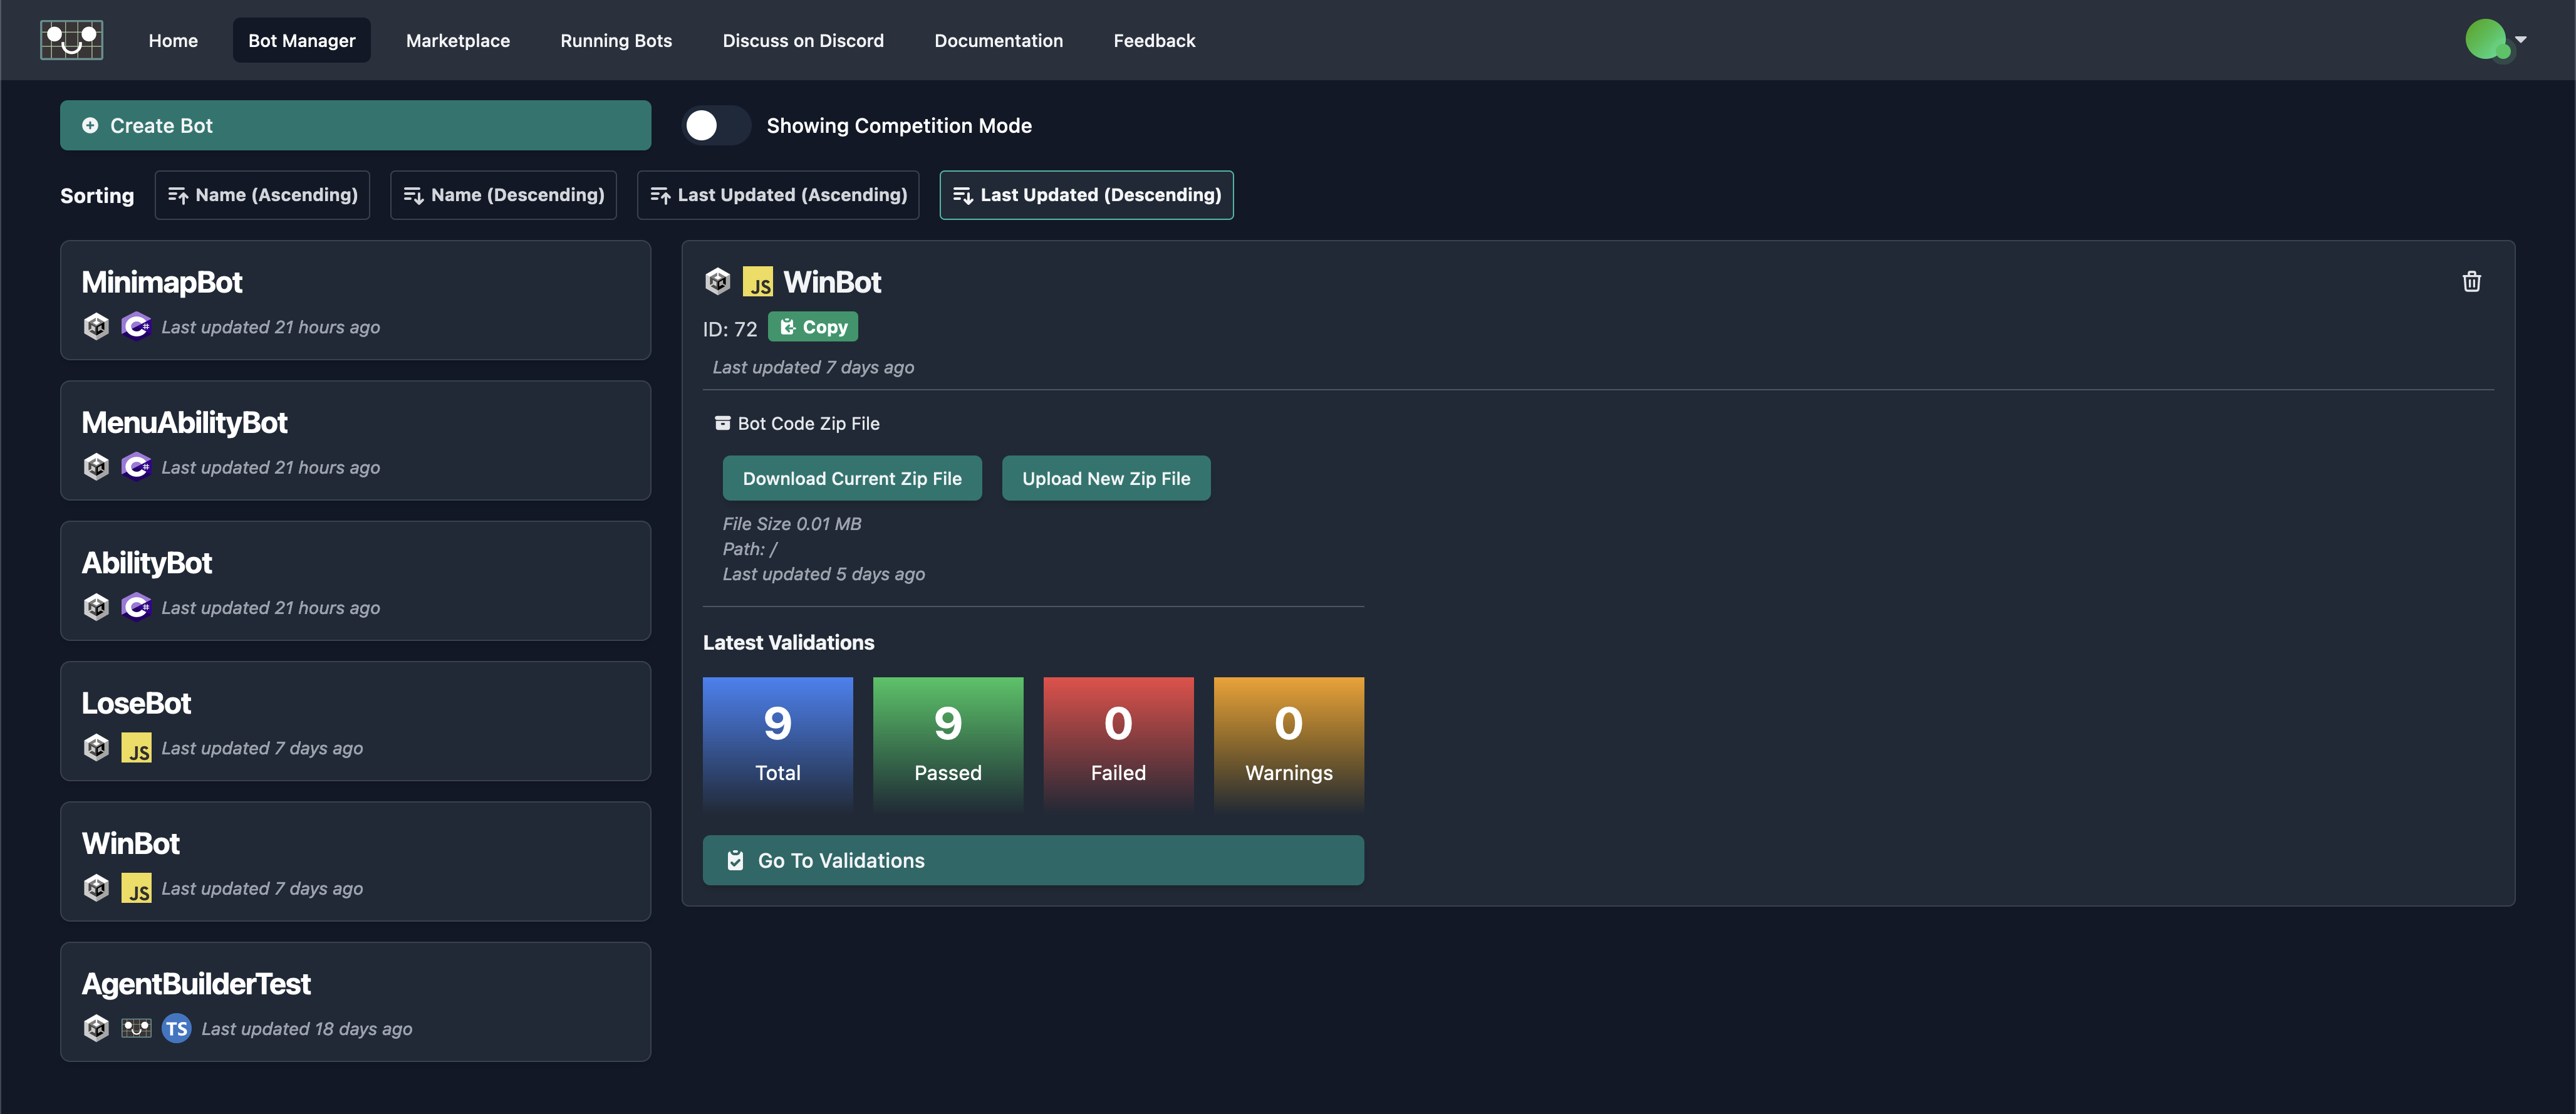 Home
Bot Manager
Marketplace
Running Bots
Discuss on Discord
Documentation
Feedback
Create Bot
Showing Competition Mode
Sorting
Name (Ascending)
Name (Descending)
Last Updated (Ascending)
Last Updated (Descending)
MinimapBot
C# Last updated 21 hours ago
MenuAbilityBot
C# Last updated 21 hours ago
AbilityBot
C# Last updated 21 hours ago
LoseBot
JS Last updated 7 days ago
WinBot
JS Last updated 7 days ago
AgentBuilderTest
TS Last updated 18 days ago
JS WinBot
ID: 72 Copy
Last updated 7 days ago
Bot Code Zip File
Download Current Zip File
Upload New Zip File
File Size 0.01 MB
Path: /
Last updated 5 days ago
Latest Validations
9
Total
9
Passed
0
Failed
0
Warnings
Go To Validations